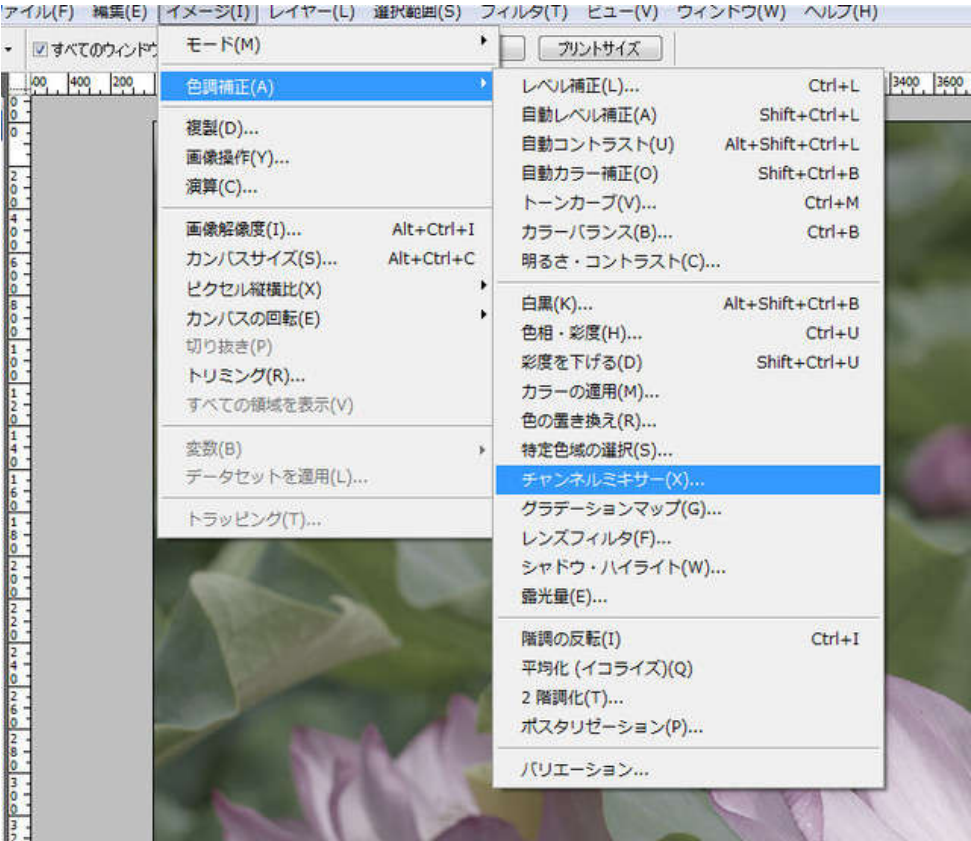 アイル(F) 編集(E) イメージ(I) レイヤー(L) 選択範囲(S) フィルタ(T) ビュー(V) ウィンドウ(W) ヘルプ(H)
すべてのウィンドウ
プリントサイズ
400 200 3400 3600
モード(M)
色調補正(A)
複製(D)...
画像操作(Y)...
演算(C)...
画像解像度(I)... Alt+Ctrl+I
カンバスサイズ(S)... Alt+Ctrl+C
ピクセル縦横比(X)
カンバスの回転(E)
切り抜き(P)
トリミング(R)...
すべての領域を表示(V)
変数(B)
データセットを適用(L)...
トラッピング(T)...
レベル補正(L)... Ctrl+L
自動レベル補正(A) Shift+Ctrl+L
自動コントラスト(U) Alt+Shift+Ctrl+L
自動カラー補正(O) Shift+Ctrl+B
トーンカーブ(V)... Ctrl+M
カラーバランス(B)... Ctrl+B
明るさ・コントラスト(C)...
白黒(K)... Alt+Shift+Ctrl+B
色相・彩度(H)... Ctrl+U
彩度を下げる(D) Shift+Ctrl+U
カラーの適用(M)...
色の置き換え(R)...
特定色域の選択(S)...
チャンネルミキサー(X)...
グラデーションマップ(G)...
レンズフィルタ(F)...
シャドウ・ハイライト(W)...
露光量(E)...
階調の反転(I) Ctrl+I
平均化 (イコライズ)(Q)
2 階調化(T)...
ポスタリゼーション(P)...
バリエーション...